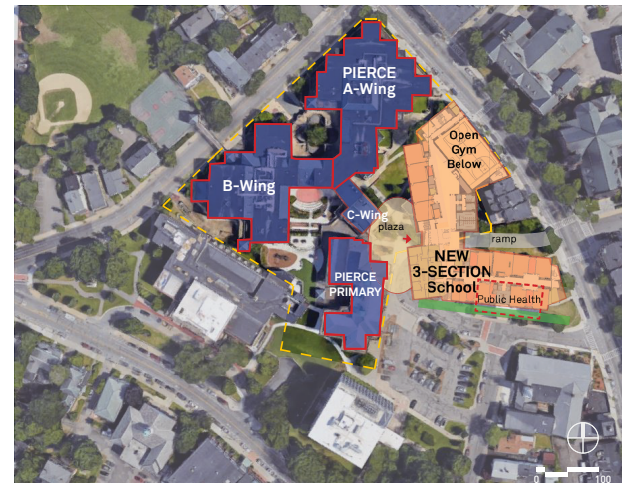 PIERCE
A-Wing
Open
Gym
Below
B-Wing
C-Wing
plaza
ramp
NEW
3-SECTION
School
PIERCE
PRIMARY
Public Health
0
100